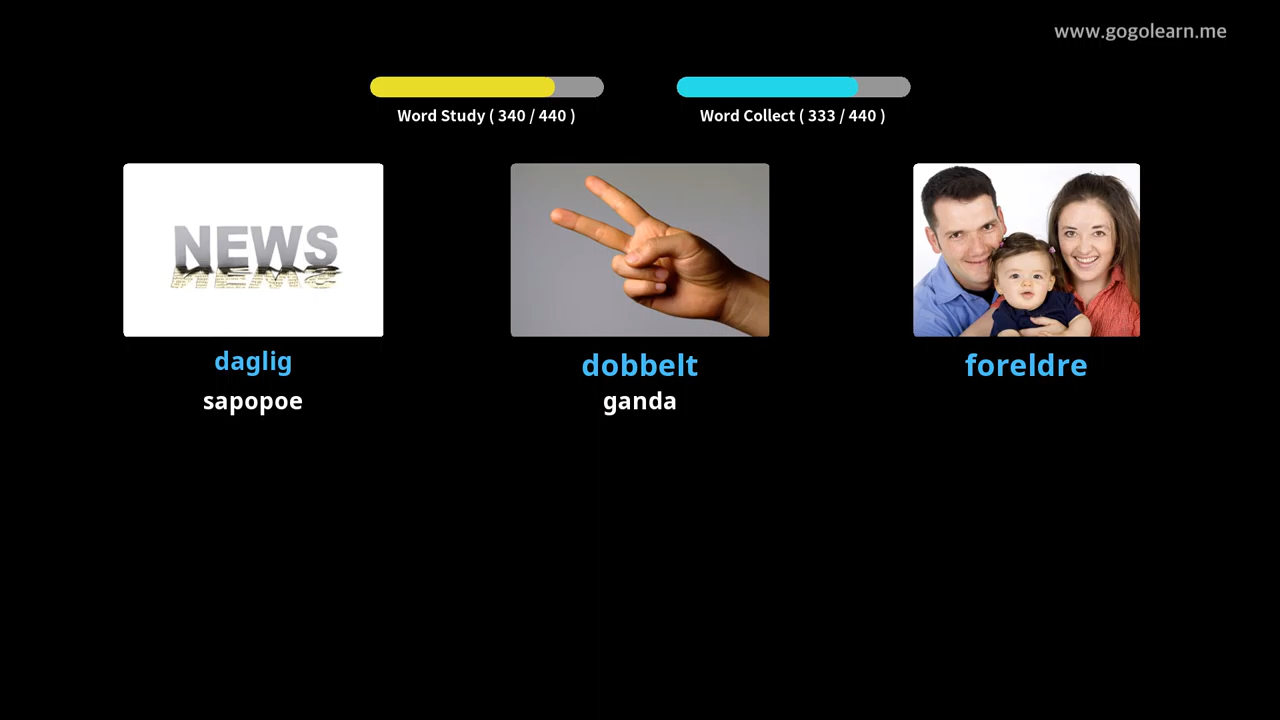 www.gogolearn.me
Word Study ( 340 / 440 )
Word Collect ( 333 / 440 )
NEWS
daglig
dobbelt
foreldre
sapopoe
ganda